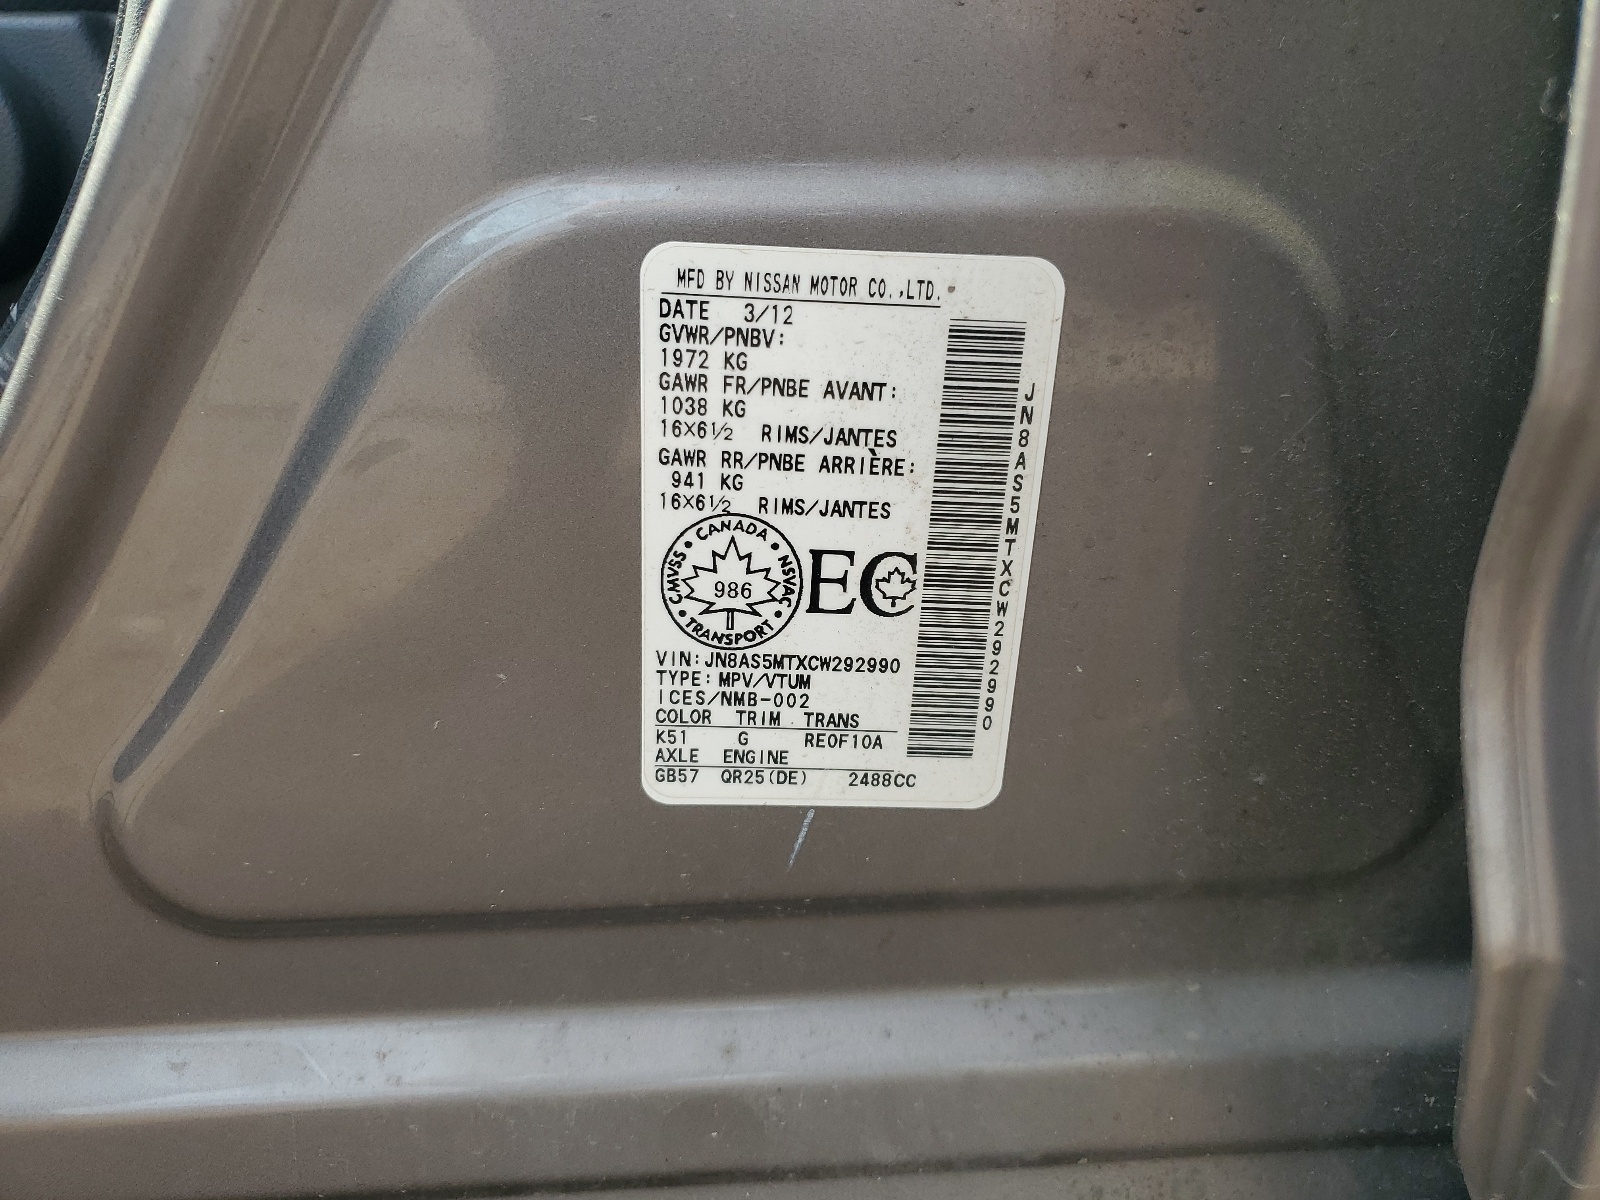 MFD BY NISSAN MOTOR CO.,LTD.
DATE 3/12
GVWR/PNBV:
1972 KG
GAWR FR/PNBE AVANT:
1038 KG
16X6½ RIMS/JANTES
GAWR RR/PNBE ARRIÈRE:
941 KG
16X6½ RIMS/JANTES
CANADA • NSVAC • TRANSPORT • CMVSS •
986
EC
VIN:JN8AS5MTXCW292990
TYPE:MPV/VTUM
ICES/NMB-002
COLOR TRIM TRANS
K51 G RE0F10A
AXLE ENGINE
GB57 QR25(DE) 2488CC
JN8AS5MTXCW292990